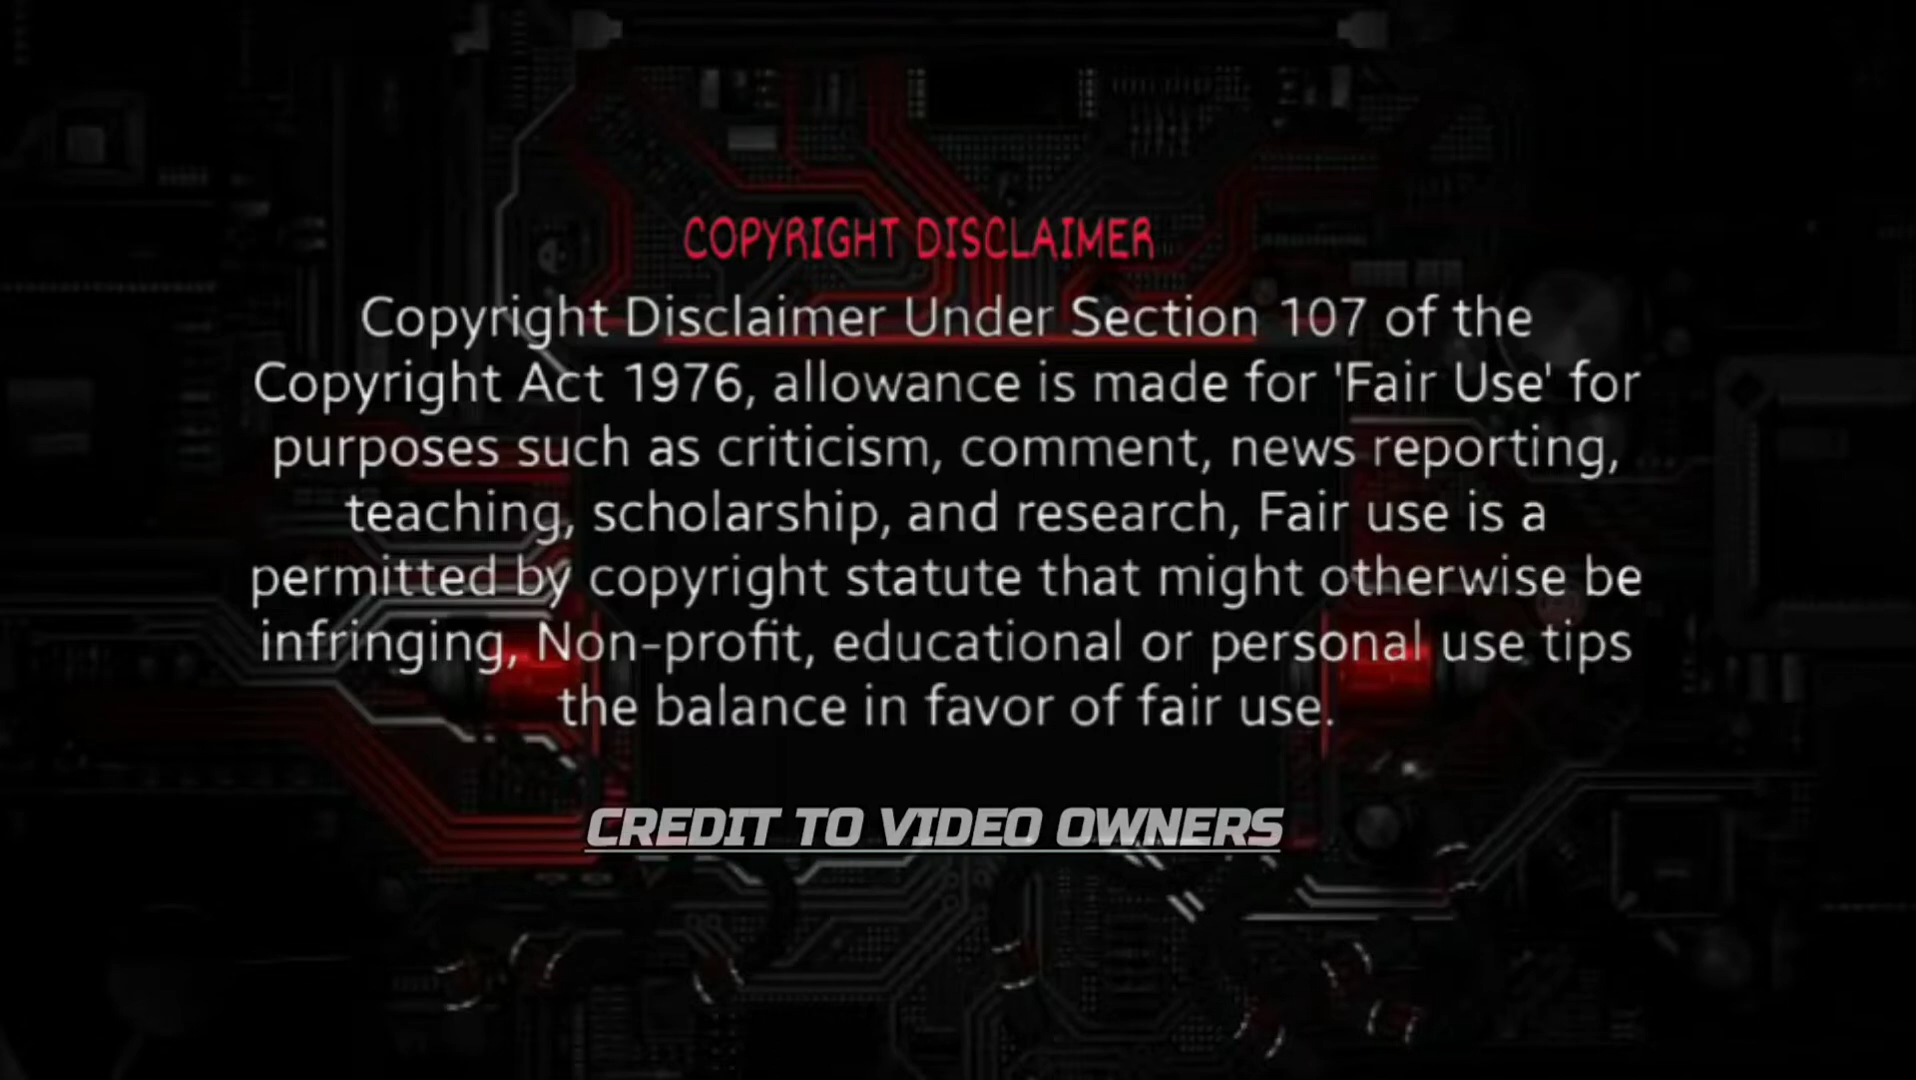 COPYRIGHT DISCLAIMER
Copyright Disclaimer Under Section 107 of the
Copyright Act 1976, allowance is made for 'Fair Use' for
purposes such as criticism, comment, news reporting,
teaching, scholarship, and research, Fair use is a
permitted by copyright statute that might otherwise be
infringing, Non-profit, educational or personal use tips
the balance in favor of fair use.
CREDIT TO VIDEO OWNERS